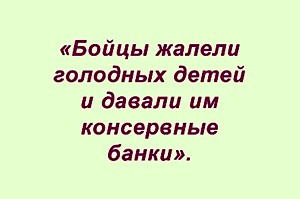 «Бойцы жалели
голодных детей
и давали им
консервные
банки».